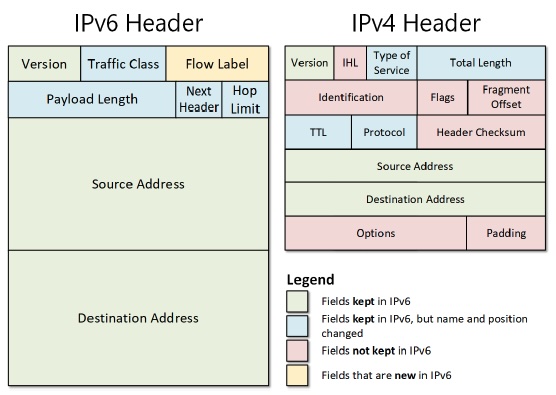 IPv6 Header
Version Traffic Class Flow Label
Payload Length Next Header Hop Limit
Source Address
Destination Address
IPv4 Header
Version IHL Type of Service Total Length
Identification Flags Fragment Offset
TTL Protocol Header Checksum
Source Address
Destination Address
Options Padding
Legend
Fields kept in IPv6
Fields kept in IPv6, but name and position
changed
Fields not kept in IPv6
Fields that are new in IPv6